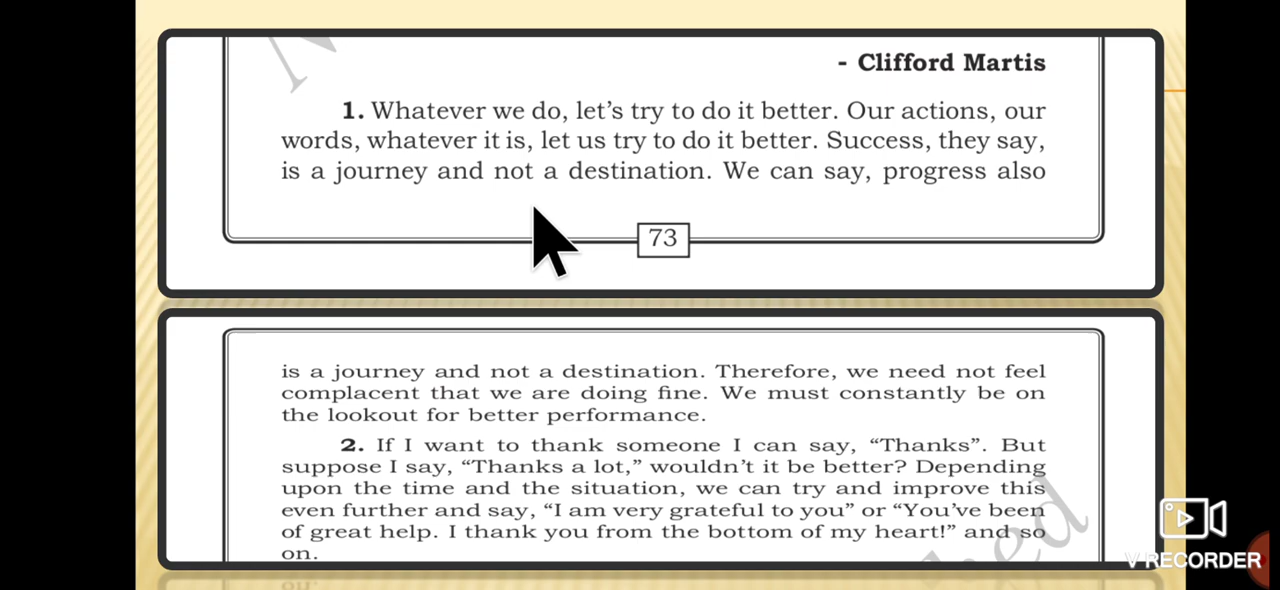 - Clifford Martis
1. Whatever we do, let's try to do it better. Our actions, our
words, whatever it is, let us try to do it better. Success, they say,
is a journey and not a destination. We can say, progress also
73
is a journey and not a destination. Therefore, we need not feel
complacent that we are doing fine. We must constantly be on
the lookout for better performance.
2. If I want to thank someone I can say, “Thanks”. But
suppose I say, “Thanks a lot,” wouldn't it be better? Depending
upon the time and the situation, we can try and improve this
even further and say, “I am very grateful to you” or “You've been
of great help. I thank you from the bottom of my heart!” and so
on.
V RECORDER